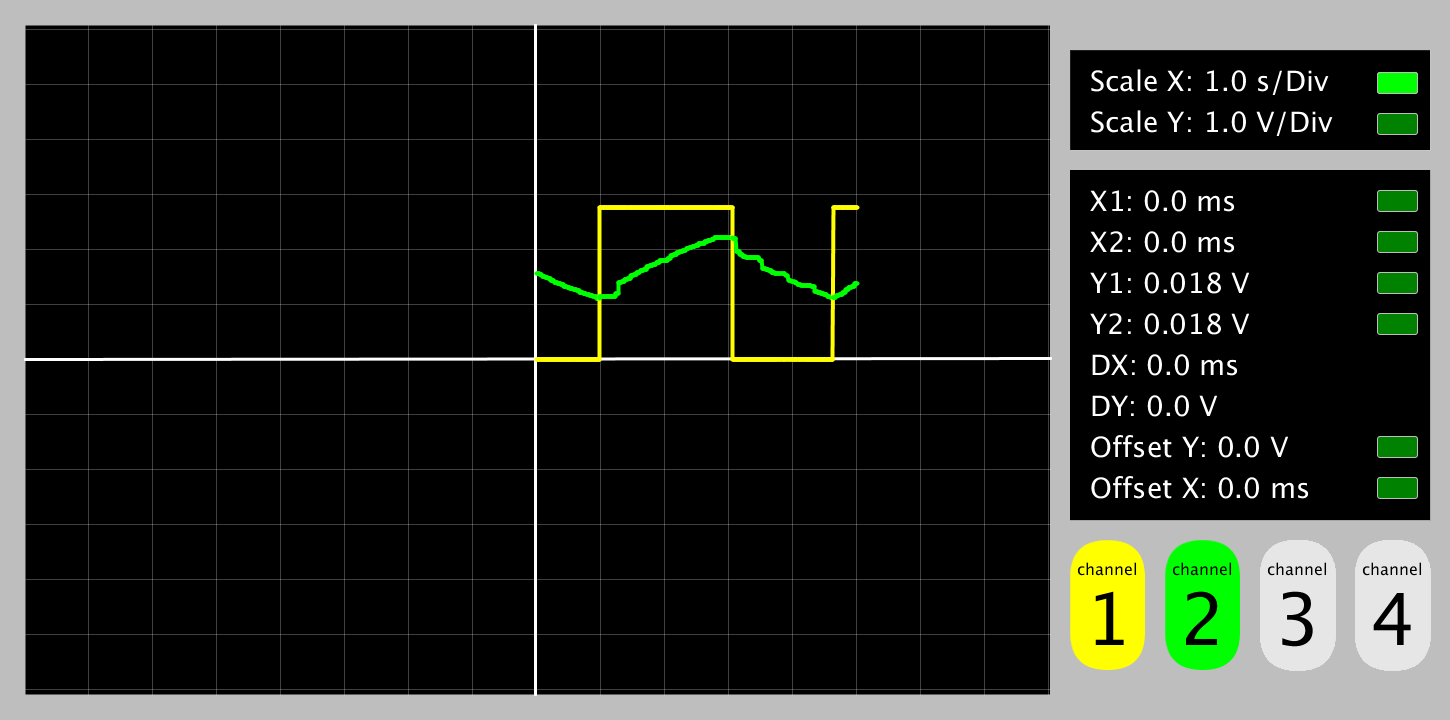 Scale X: 1.0 s/Div
Scale Y: 1.0 V/Div
X1: 0.0 ms
X2: 0.0 ms
Y1: 0.018 V
Y2: 0.018 V
DX: 0.0 ms
DY: 0.0 V
Offset Y: 0.0 V
Offset X: 0.0 ms
channel channel channel channel
1 2 3 4